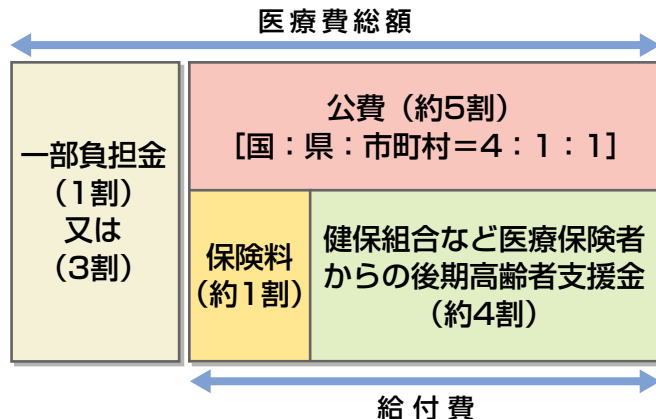 医療費総額
一部負担金
（1割）
又は
（3割）
公費（約5割）
［国：県：市町村＝4：1：1］
保険料
（約1割）
健保組合など医療保険者
からの後期高齢者支援金
（約4割）
給付費